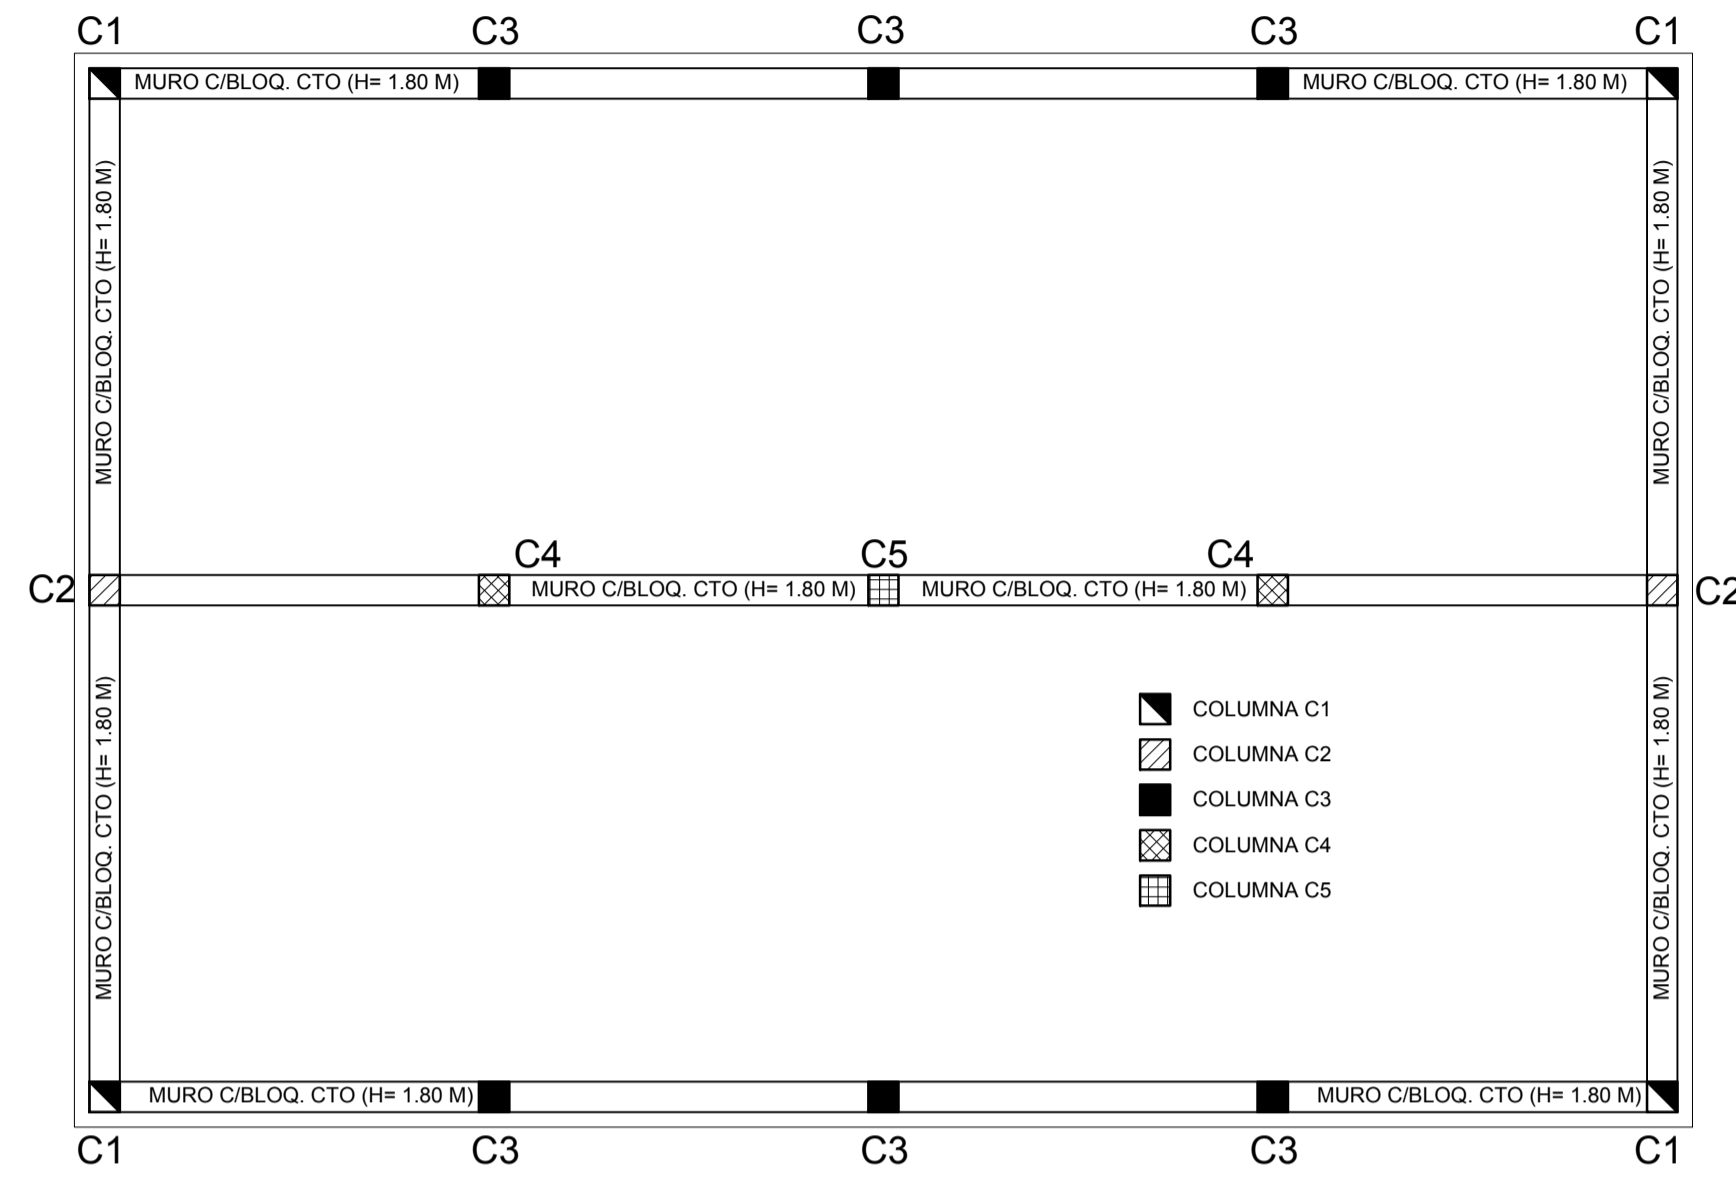 C1 C3 C3 C3 C1
MURO C/BLOQ. CTO (H= 1.80 M)
MURO C/BLOQ. CTO (H= 1.80 M)
MURO C/BLOQ. CTO (H= 1.80 M)
MURO C/BLOQ. CTO (H= 1.80 M)
C4 C5 C4
C2
MURO C/BLOQ. CTO (H= 1.80 M)
MURO C/BLOQ. CTO (H= 1.80 M)
C2
MURO C/BLOQ. CTO (H= 1.80 M)
COLUMNA C1
COLUMNA C2
COLUMNA C3
COLUMNA C4
COLUMNA C5
MURO C/BLOQ. CTO (H= 1.80 M)
MURO C/BLOQ. CTO (H= 1.80 M)
MURO C/BLOQ. CTO (H= 1.80 M)
C1 C3 C3 C3 C1